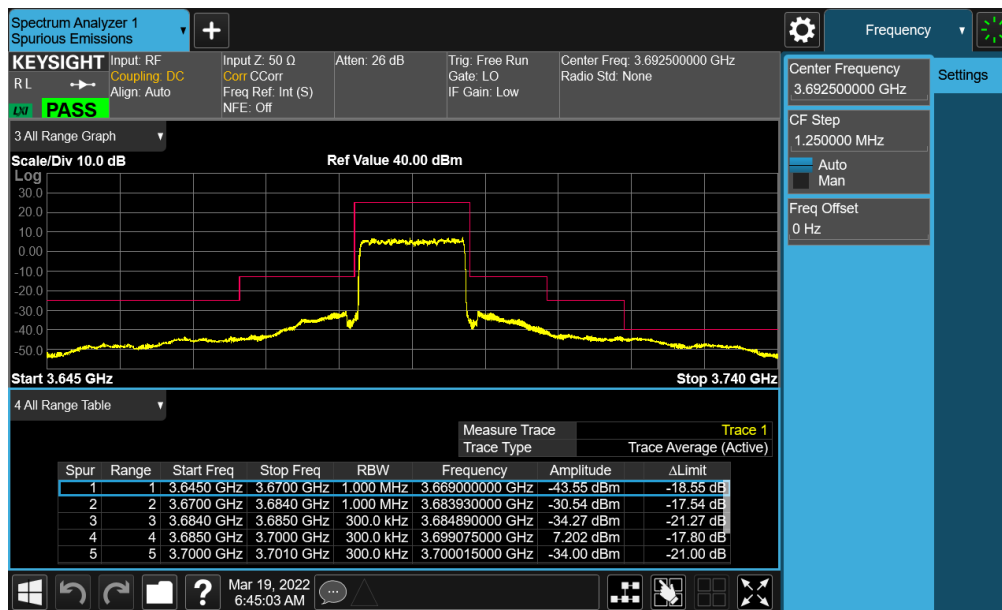 Spectrum Analyzer 1
Spurious Emissions
Frequency
KEYSIGHT
R L
LXI
PASS
Input: RF
Coupling: DC
Align: Auto
Input Z: 50 Ω
Corr CCorr
Freq Ref: Int (S)
NFE: Off
Atten: 26 dB
Trig: Free Run
Gate: LO
IF Gain: Low
Center Freq: 3.692500000 GHz
Radio Std: None
Center Frequency
3.692500000 GHz
Settings
CF Step
1.250000 MHz
Auto
Man
Freq Offset
0 Hz
3 All Range Graph
Scale/Div 10.0 dB
Ref Value 40.00 dBm
Log
30.0
20.0
10.0
0.00
-10.0
-20.0
-30.0
-40.0
-50.0
Start 3.645 GHz
Stop 3.740 GHz
4 All Range Table
Measure Trace Trace 1
Trace Type Trace Average (Active)
Spur Range Start Freq Stop Freq RBW Frequency Amplitude ΔLimit
1 1 3.6450 GHz 3.6700 GHz 1.000 MHz 3.669000000 GHz -43.55 dBm -18.55 dB
2 2 3.6700 GHz 3.6840 GHz 1.000 MHz 3.683930000 GHz -30.54 dBm -17.54 dB
3 3 3.6840 GHz 3.6850 GHz 300.0 kHz 3.684890000 GHz -34.27 dBm -21.27 dB
4 4 3.6850 GHz 3.7000 GHz 300.0 kHz 3.699075000 GHz 7.202 dBm -17.80 dB
5 5 3.7000 GHz 3.7010 GHz 300.0 kHz 3.700015000 GHz -34.00 dBm -21.00 dB
Mar 19, 2022
6:45:03 AM